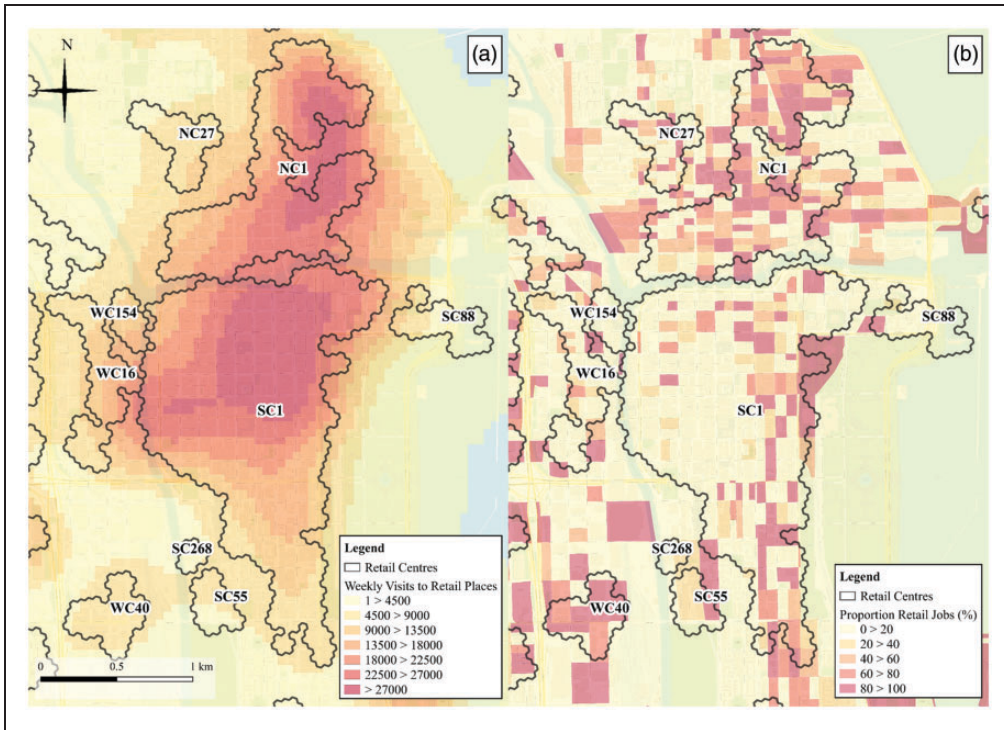 N
(a)
NC27
NC1
WC154
SC88
WC16
SC1
SC268
SC55
WC40
0
0.5
1 km
Legend
Retail Centres
Weekly Visits to Retail Places
1 > 4500
4500 > 9000
9000 > 13500
13500 > 18000
18000 > 22500
22500 > 27000
> 27000
(b)
NC27
NC1
WC154
SC88
WC16
SC1
SC268
SC55
WC40
Legend
Retail Centres
Proportion Retail Jobs (%)
0 > 20
20 > 40
40 > 60
60 > 80
80 > 100